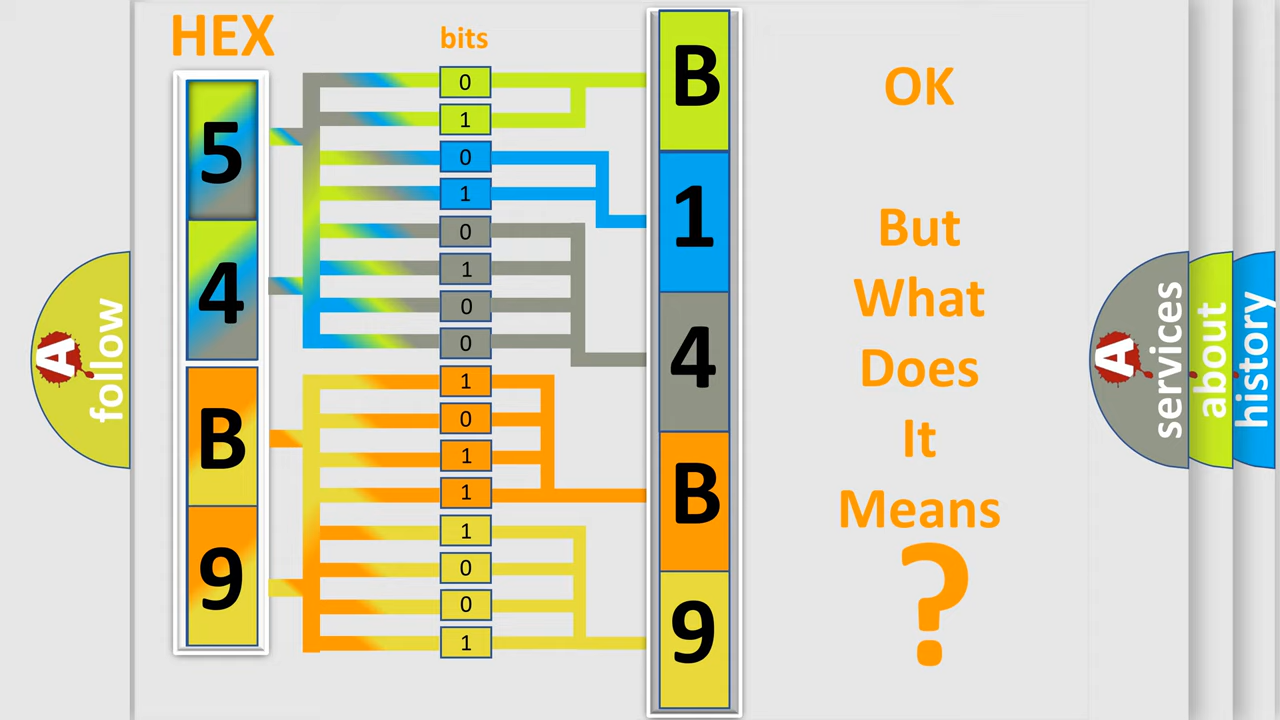 HEX
bits
5
4
B
9
0
1
0
1
0
1
0
0
1
0
1
1
1
0
0
1
B
1
4
B
9
OK
But
What
Does
It
Means
?
A
follow
A
services
about
history